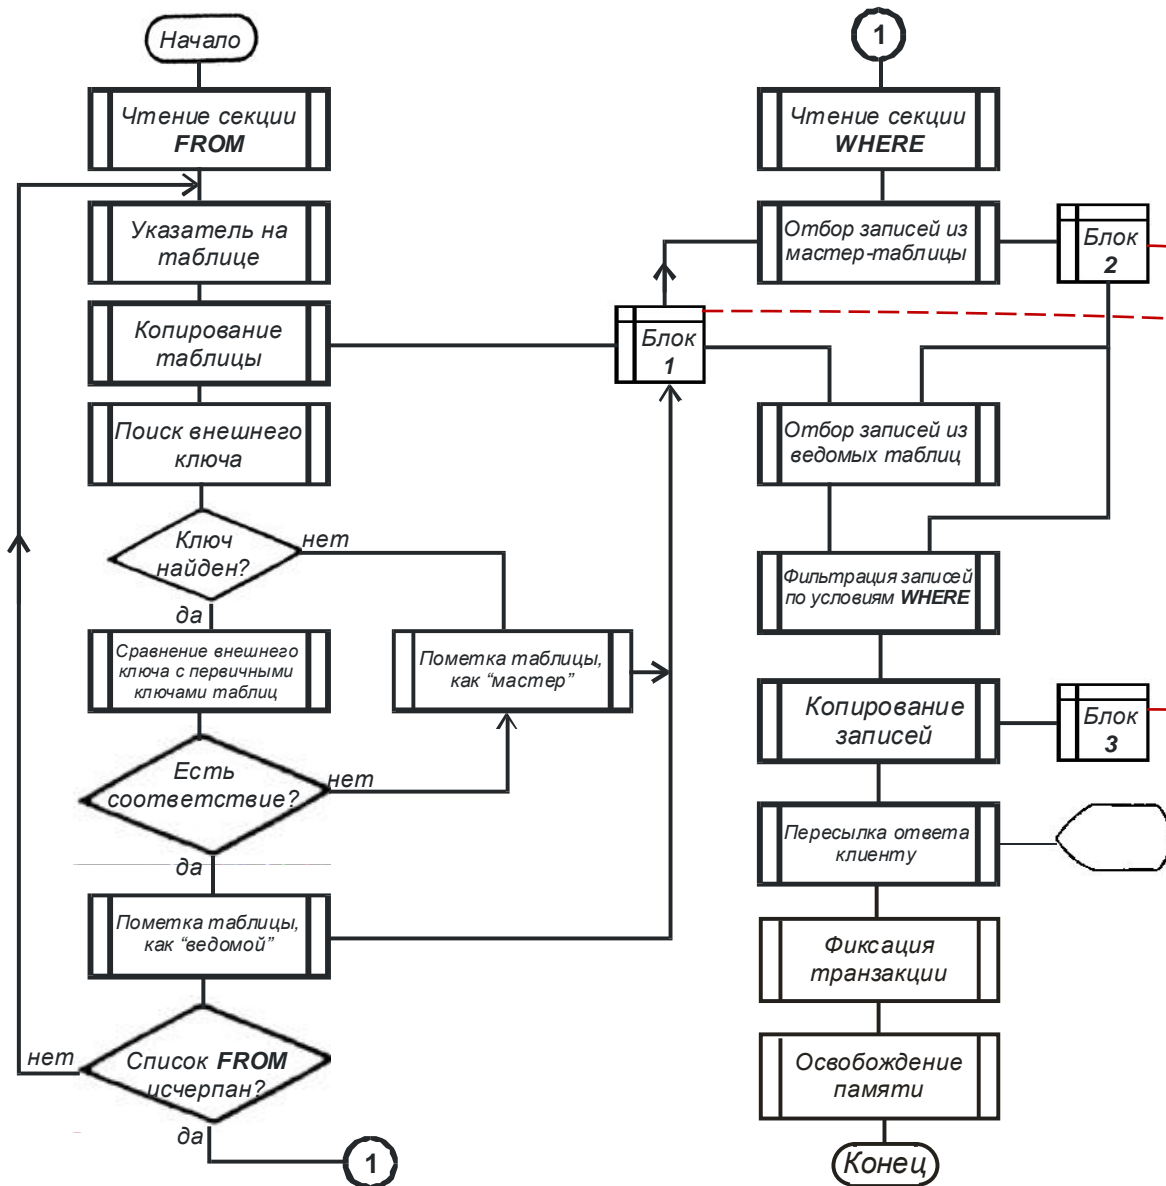 Начало
Чтение секции
FROM
Указатель на
таблице
Копирование
таблицы
Поиск внешнего
ключа
Ключ
найден?
нет
да
Сравнение внешнего
ключа с первичными
ключами таблиц
Пометка таблицы,
как “мастер”
Есть
соответствие?
нет
да
Пометка таблицы,
как “ведомой”
Список FROM
исчерпан?
нет
да
1
Блок
1
1
Чтение секции
WHERE
Отбор записей из
мастер-таблицы
Блок
2
Отбор записей из
ведомых таблиц
Фильтрация записей
по условиям WHERE
Копирование
записей
Блок
3
Пересылка ответа
клиенту
Фиксация
транзакции
Освобождение
памяти
Конец